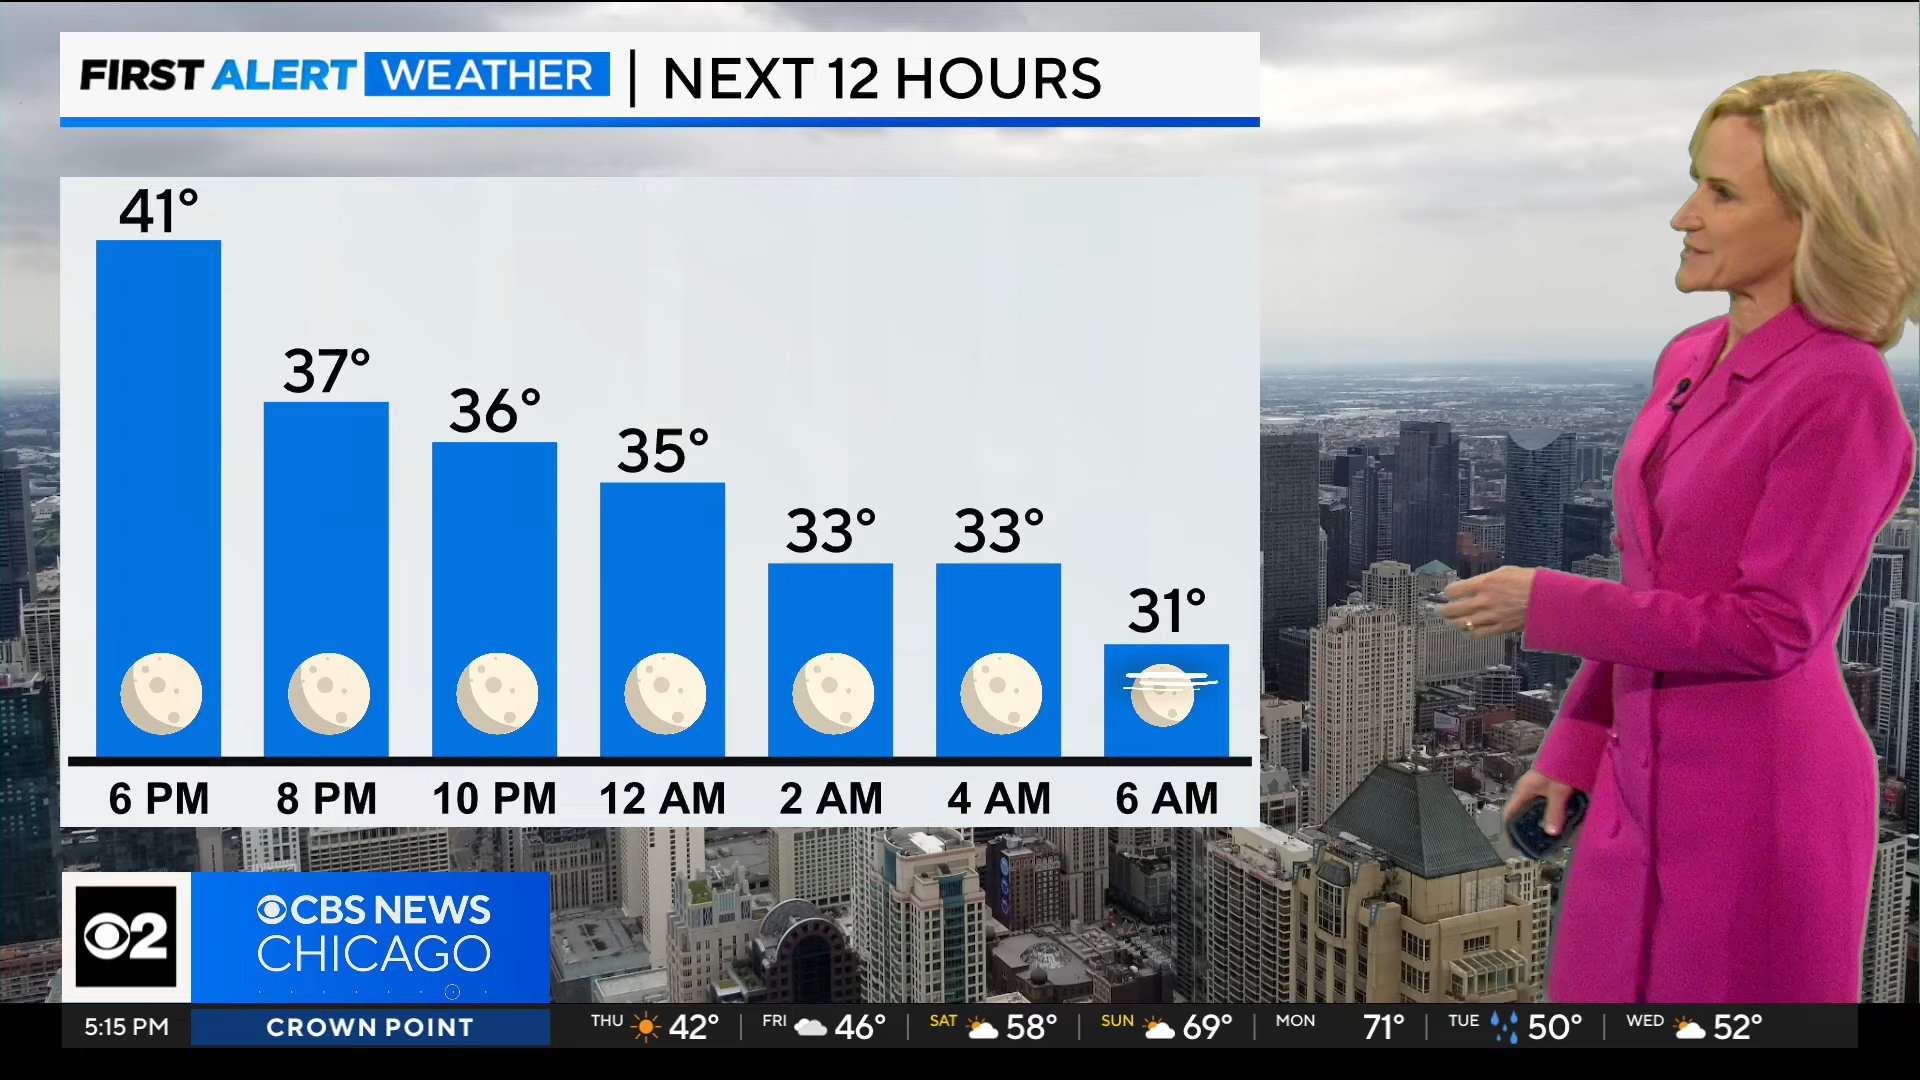 FIRST ALERT WEATHER | NEXT 12 HOURS
41° 37° 36° 35° 33° 33° 31°
6 PM 8 PM 10 PM 12 AM 2 AM 4 AM 6 AM
2 CBS NEWS
CHICAGO
5:15 PM CROWN POINT THU 42° | FRI 46° | SAT 58° | SUN 69° | MON 71° | TUE 50° | WED 52°